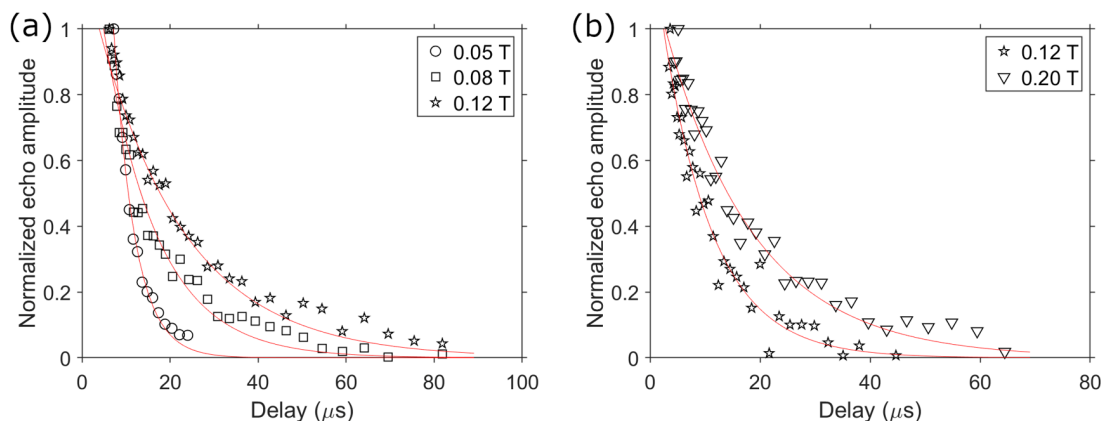 (a)
Normalized echo amplitude
1
0.8
0.6
0.4
0.2
0
0 20 40 60 80 100
Delay (μs)
0.05 T
0.08 T
0.12 T
(b)
Normalized echo amplitude
1
0.8
0.6
0.4
0.2
0
0 20 40 60 80
Delay (μs)
0.12 T
0.20 T